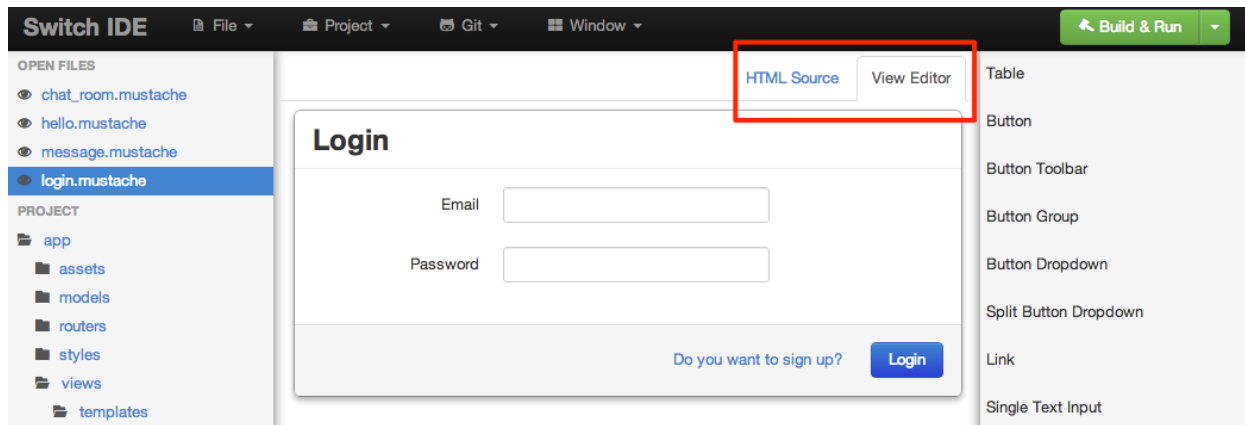 Switch IDE File Project Git Window Build & Run
OPEN FILES
chat_room.mustache
hello.mustache
message.mustache
login.mustache
PROJECT
app
assets
models
routers
styles
views
templates
HTML Source View Editor
Login
Email
Password
Do you want to sign up? Login
Table
Button
Button Toolbar
Button Group
Button Dropdown
Split Button Dropdown
Link
Single Text Input